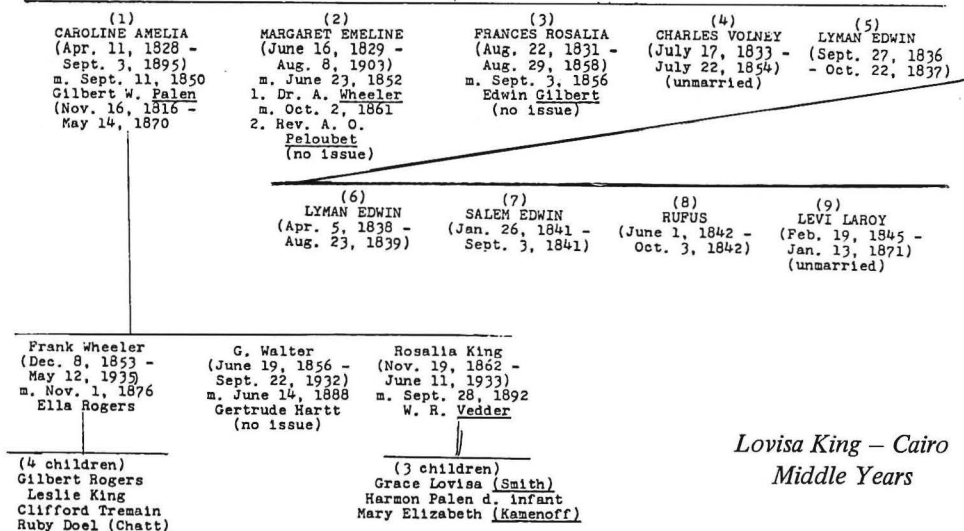 (1)
CAROLINE AMELIA
(Apr. 11, 1828 -
Sept. 3, 1895)
m. Sept. 11, 1850
Gilbert W. Palen
(Nov. 16, 1816 -
May 14, 1870
(2)
MARGARET EMELINE
(June 16, 1829 -
Aug. 8, 1903)
m. June 23, 1852
1. Dr. A. Wheeler
m. Oct. 2, 1861
2. Rev. A. O.
Peloubet
(no issue)
(3)
FRANCES ROSALIA
(Aug. 22, 1831 -
Aug. 29, 1858)
m. Sept. 3, 1856
Edwin Gilbert
(no issue)
(4)
CHARLES VOLNEY
(July 17, 1833 -
July 22, 1854)
(unmarried)
(5)
LYMAN EDWIN
(Sept. 27, 1836
- Oct. 22, 1837)
(6)
LYMAN EDWIN
(Apr. 5, 1838 -
Aug. 23, 1839)
(7)
SALEM EDWIN
(Jan. 26, 1841 -
Sept. 3, 1841)
(8)
RUFUS
(June 1, 1842 -
Oct. 3, 1842)
(9)
LEVI LAROY
(Feb. 19, 1845 -
Jan. 13, 1871)
(unmarried)
Frank Wheeler
(Dec. 8, 1853 -
May 12, 1935)
m. Nov. 1, 1876
Ella Rogers
G. Walter
(June 19, 1856 -
Sept. 22, 1932)
m. June 14, 1888
Gertrude Hartt
(no issue)
Rosalia King
(Nov. 19, 1862 -
June 11, 1933)
m. Sept. 28, 1892
W. R. Vedder
(4 children)
Gilbert Rogers
Leslie King
Clifford Tremain
Ruby Doel (Chatt)
(3 children)
Grace Lovisa (Smith)
Harmon Palen d. infant
Mary Elizabeth (Kamenoff)
Lovisa King – Cairo
Middle Years